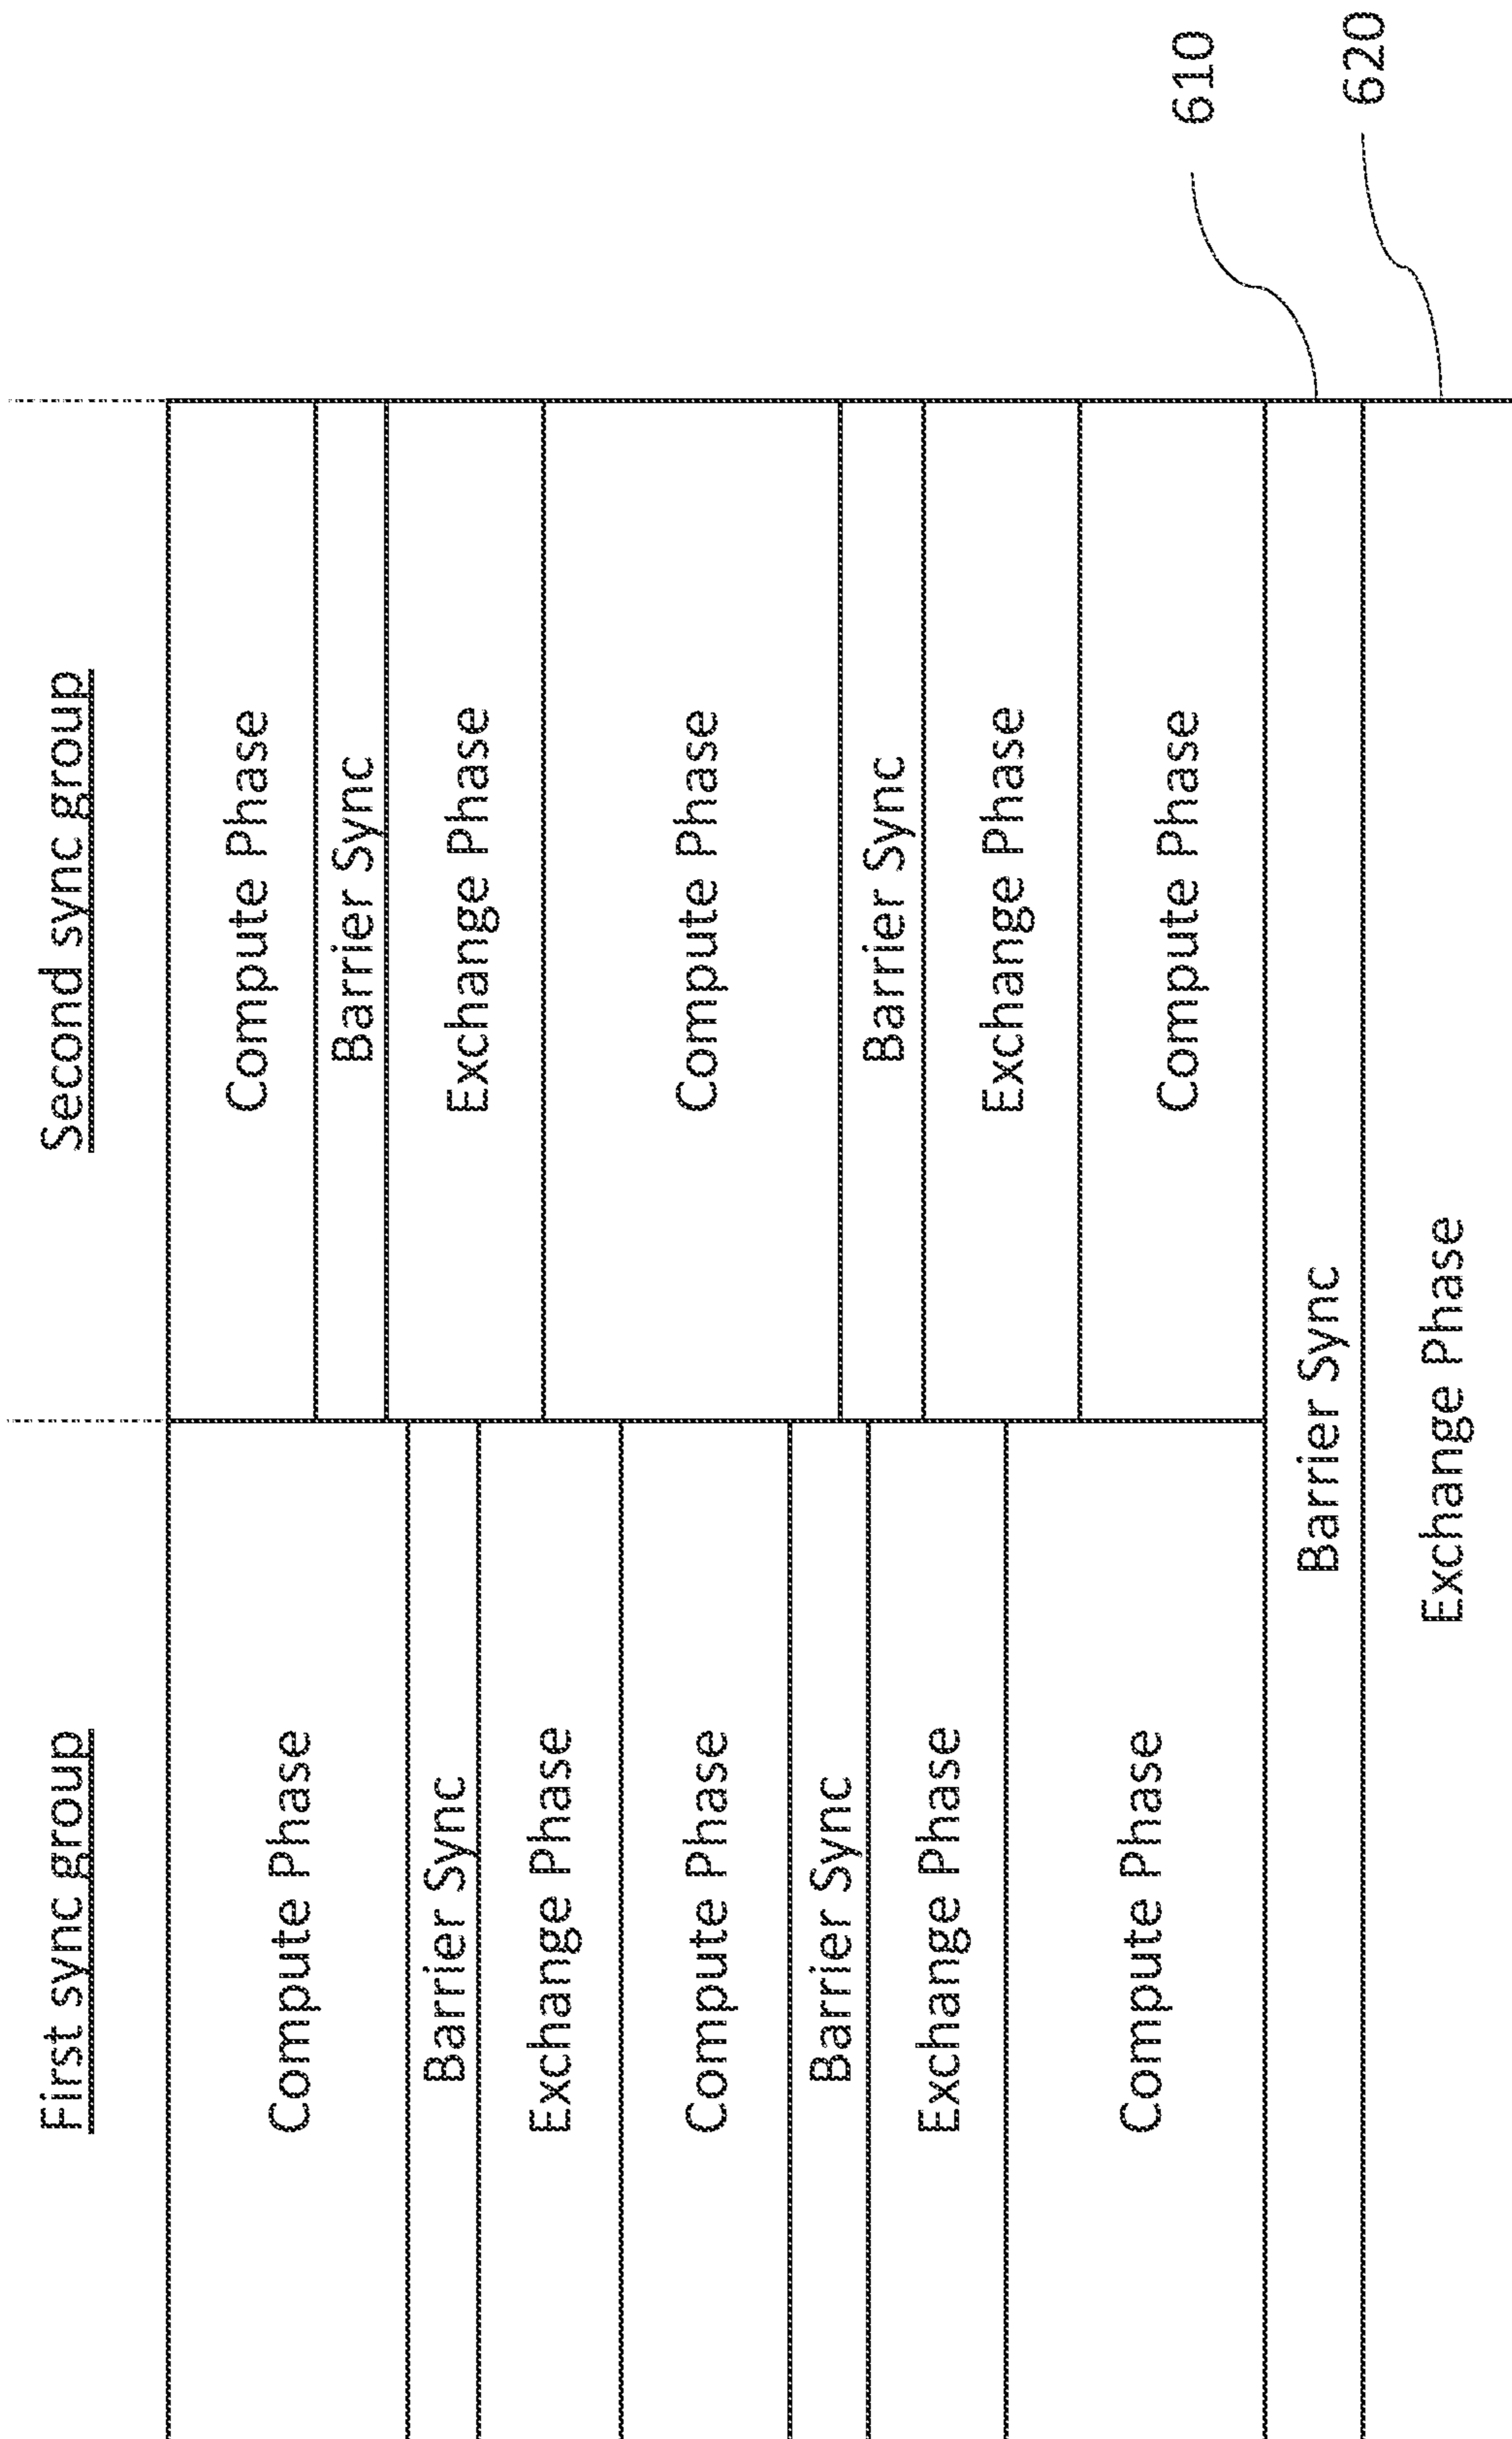 First sync group
Compute Phase
Barrier Sync
Exchange Phase
Compute Phase
Barrier Sync
Exchange Phase
Compute Phase
Second sync group
Compute Phase
Barrier Sync
Exchange Phase
Compute Phase
Barrier Sync
Exchange Phase
Compute Phase
Barrier Sync
610
Exchange Phase
620